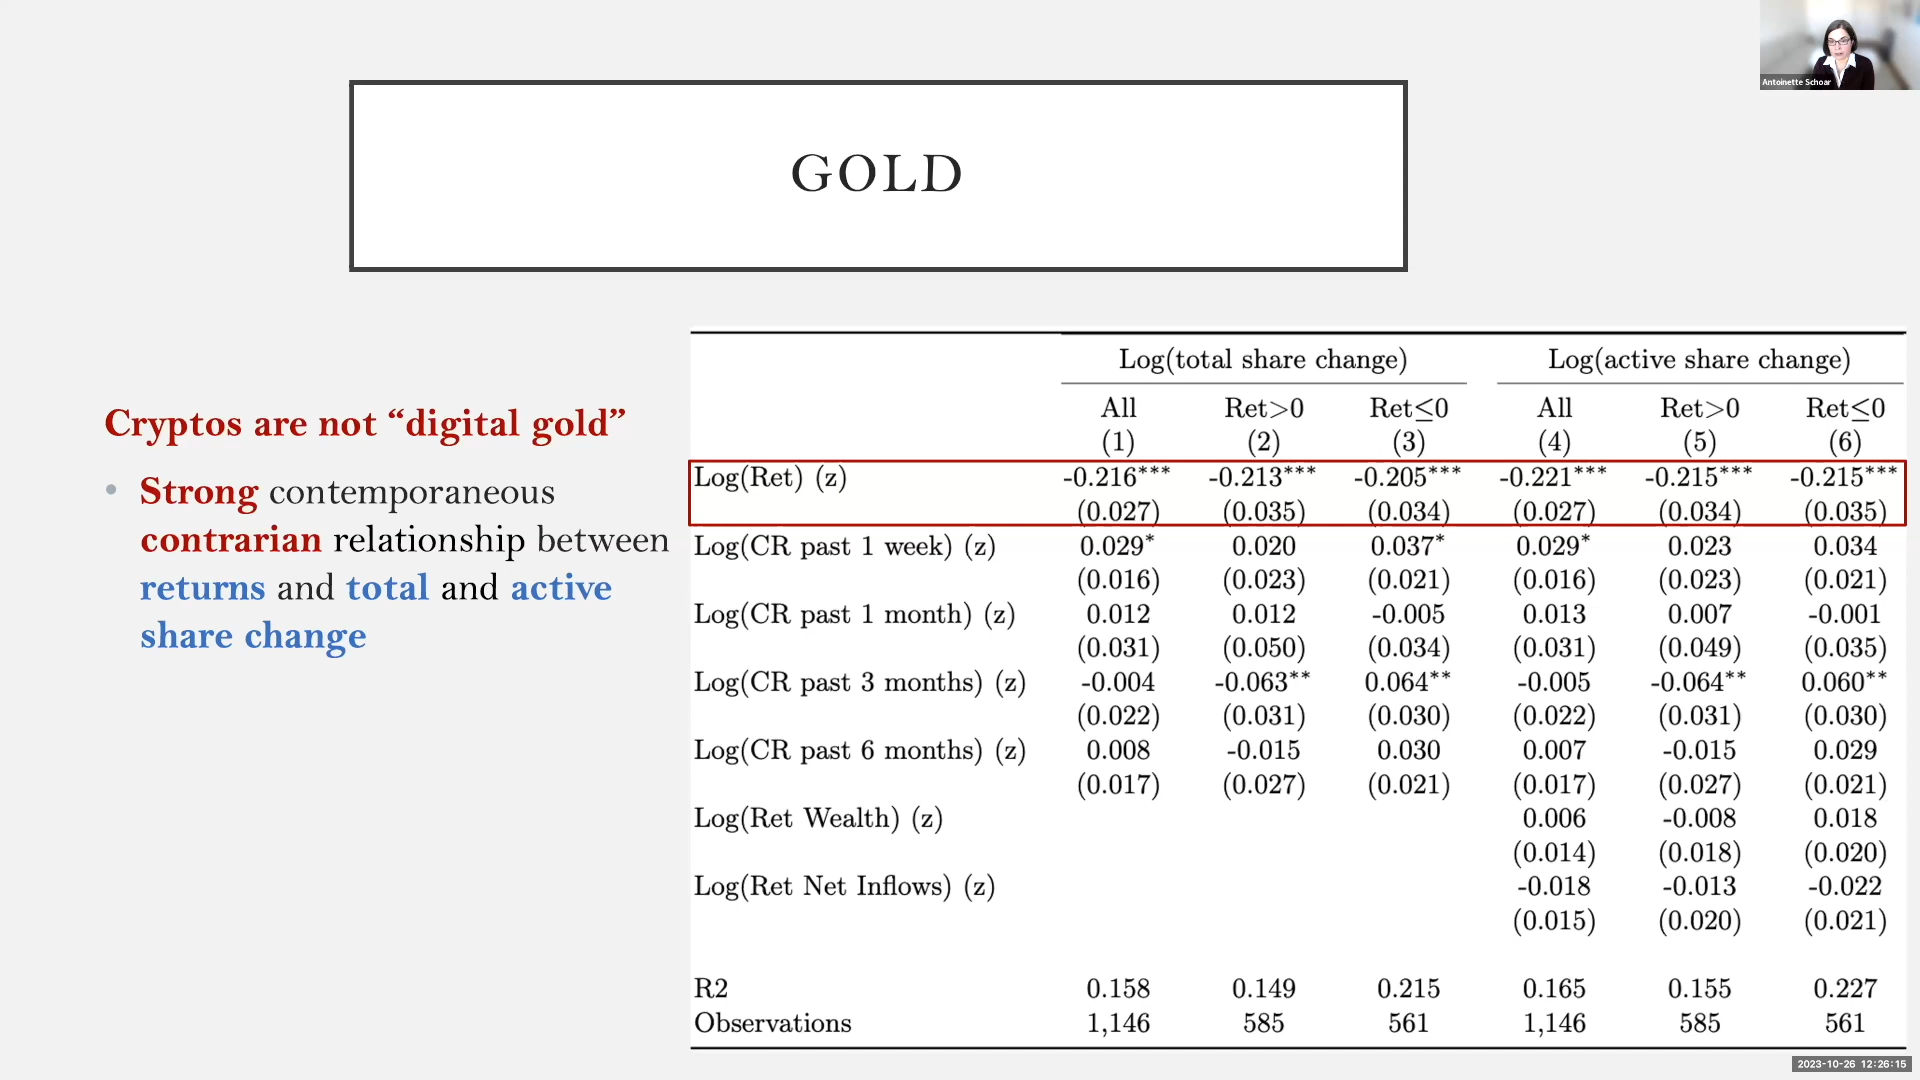 Antoinette Schoar
GOLD
Cryptos are not “digital gold”
• Strong contemporaneous
contrarian relationship between
returns and total and active
share change
Log(total share change) Log(active share change)
All Ret>0 Ret≤0 All Ret>0 Ret≤0
(1) (2) (3) (4) (5) (6)
Log(Ret) (z) -0.216*** -0.213*** -0.205*** -0.221*** -0.215*** -0.215***
(0.027) (0.035) (0.034) (0.027) (0.034) (0.035)
Log(CR past 1 week) (z) 0.029* 0.020 0.037* 0.029* 0.023 0.034
(0.016) (0.023) (0.021) (0.016) (0.023) (0.021)
Log(CR past 1 month) (z) 0.012 0.012 -0.005 0.013 0.007 -0.001
(0.031) (0.050) (0.034) (0.031) (0.049) (0.035)
Log(CR past 3 months) (z) -0.004 -0.063** 0.064** -0.005 -0.064** 0.060**
(0.022) (0.031) (0.030) (0.022) (0.031) (0.030)
Log(CR past 6 months) (z) 0.008 -0.015 0.030 0.007 -0.015 0.029
(0.017) (0.027) (0.021) (0.017) (0.027) (0.021)
Log(Ret Wealth) (z) 0.006 -0.008 0.018
(0.014) (0.018) (0.020)
Log(Ret Net Inflows) (z) -0.018 -0.013 -0.022
(0.015) (0.020) (0.021)
R2 0.158 0.149 0.215 0.165 0.155 0.227
Observations 1,146 585 561 1,146 585 561
2023-10-26 12:26:15